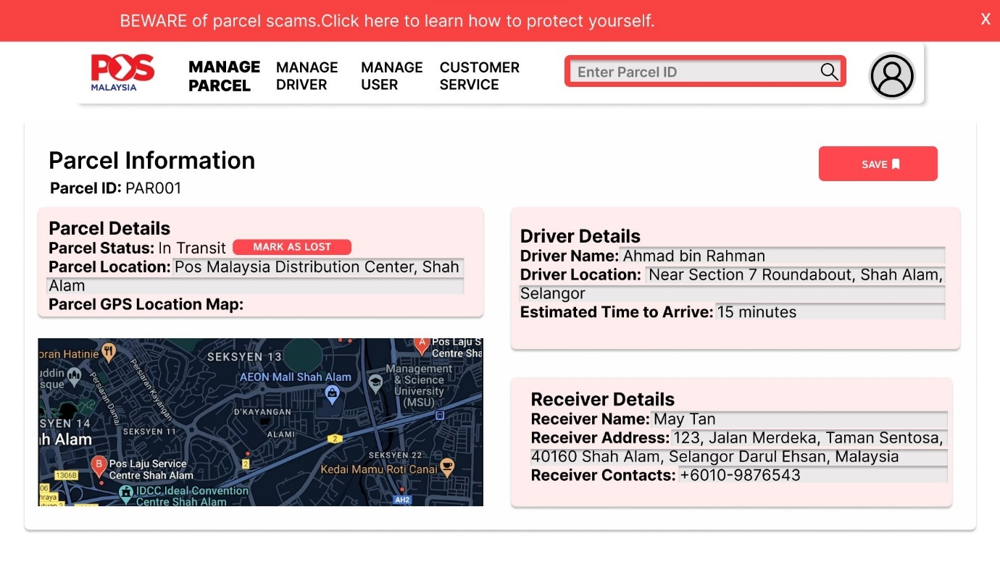 BEWARE of parcel scams.Click here to learn how to protect yourself.
X
POS
MALAYSIA
MANAGE
PARCEL
MANAGE
DRIVER
MANAGE
USER
CUSTOMER
SERVICE
Enter Parcel ID
Parcel Information
SAVE
Parcel ID: PAR001
Parcel Details
Parcel Status: In Transit MARK AS LOST
Parcel Location: Pos Malaysia Distribution Center, Shah
Alam
Parcel GPS Location Map:
oran Hatinie
uddin
sque
Persiaran Damai
Persiaran Kayangan
SEKSYEN 13
AEON Mall Shah Alam
A
Pos Laju S
Centre Sha
Management
& Science
University
(MSU)
D'KAYANGAN
ALAMI
SYEN 14
h Alam
SEKSYEN 11
2
2
SEKSYEN 22
Kedai Mamu Roti Canai
B
Pos Laju Service
Centre Shah Alam
1306B
06
hraya
IDCC Ideal Convention
Centre Shah Alam
AH2
Driver Details
Driver Name: Ahmad bin Rahman
Driver Location: Near Section 7 Roundabout, Shah Alam,
Selangor
Estimated Time to Arrive: 15 minutes
Receiver Details
Receiver Name: May Tan
Receiver Address: 123, Jalan Merdeka, Taman Sentosa,
40160 Shah Alam, Selangor Darul Ehsan, Malaysia
Receiver Contacts: +6010-9876543